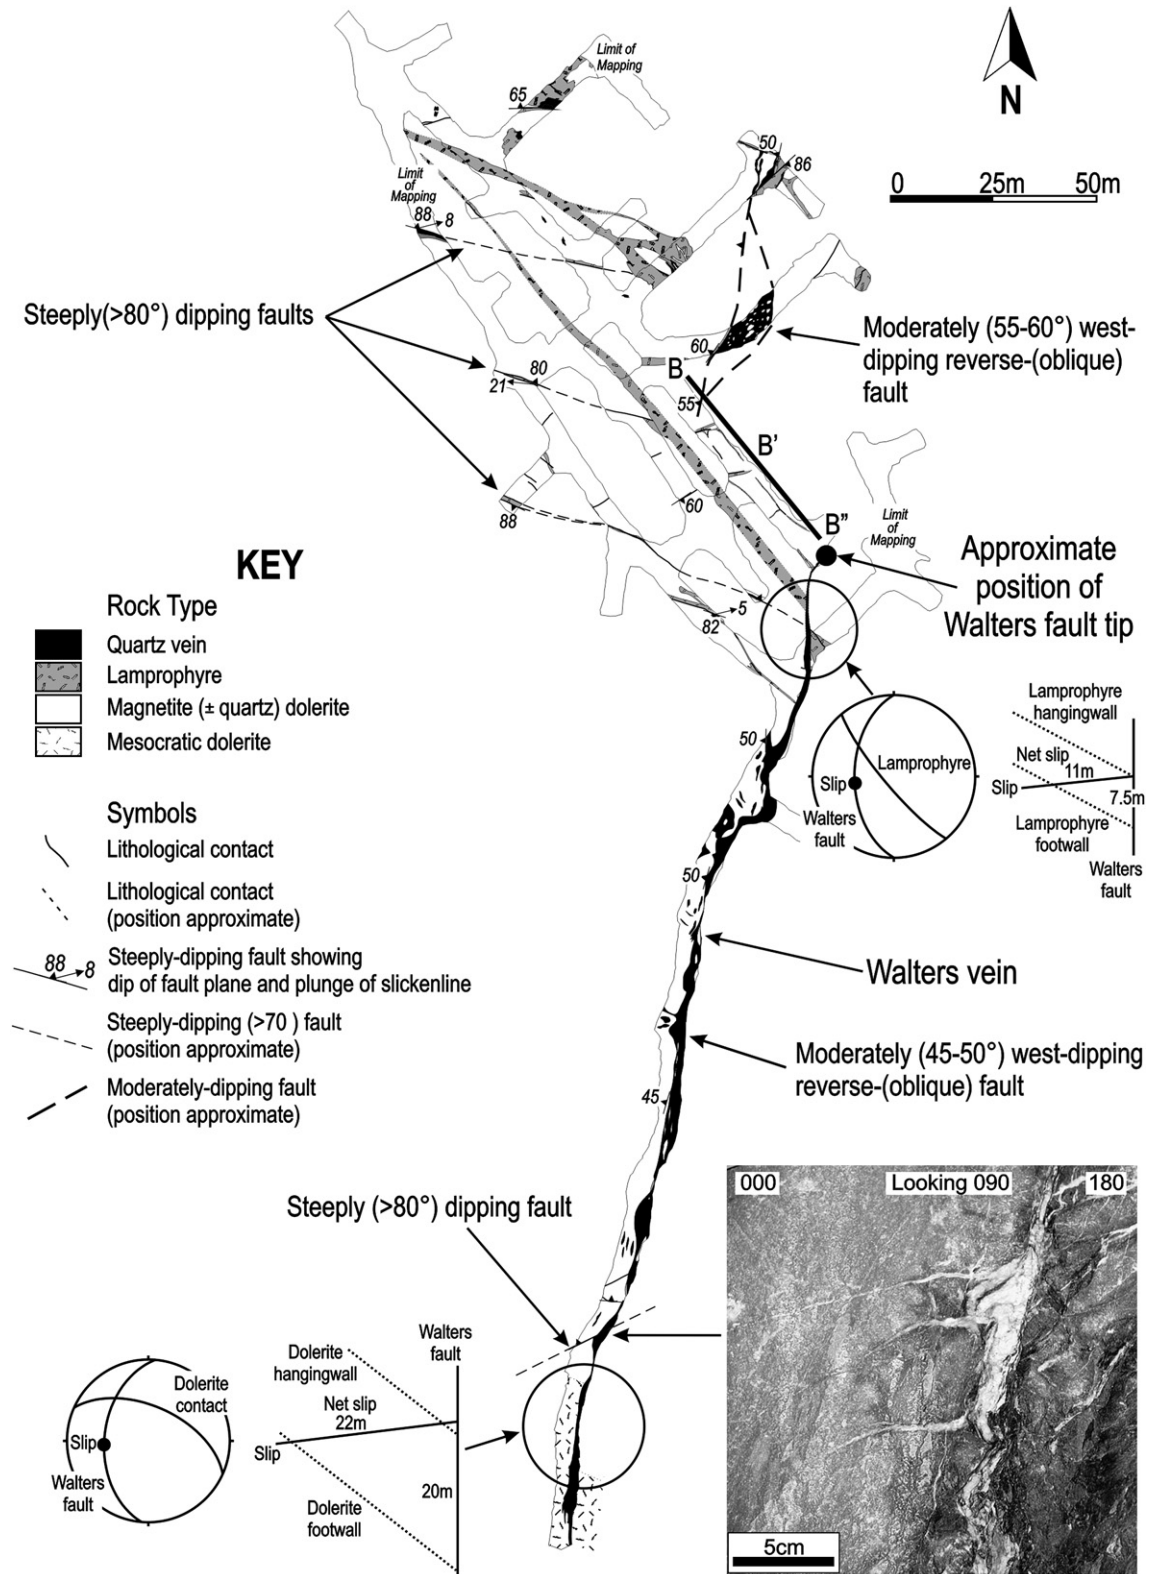 Limit of
Mapping
65
N
0 25m 50m
50
86
Limit
of
Mapping
88
8
Steeply(>80°) dipping faults
Moderately (55-60°) west-
dipping reverse-(oblique)
fault
60
B
80
21
55
B'
60
88
B"
Limit
of
Mapping
Approximate
position of
Walters fault tip
5
82
KEY
Rock Type
Quartz vein
Lamprophyre
Magnetite (± quartz) dolerite
Mesocratic dolerite
Symbols
Lithological contact
Lithological contact
(position approximate)
88
8
Steeply-dipping fault showing
dip of fault plane and plunge of slickenline
Steeply-dipping (>70 ) fault
(position approximate)
Moderately-dipping fault
(position approximate)
50
Lamprophyre
Slip
Walters
fault
Lamprophyre
hangingwall
Net slip
11m
Slip
7.5m
Lamprophyre
footwall
Walters
fault
50
Walters vein
Moderately (45-50°) west-dipping
reverse-(oblique) fault
45
Steeply (>80°) dipping fault
Dolerite
contact
Slip
Walters
fault
Walters
fault
Dolerite
hangingwall
Net slip
22m
Slip
20m
Dolerite
footwall
000 Looking 090 180
5cm